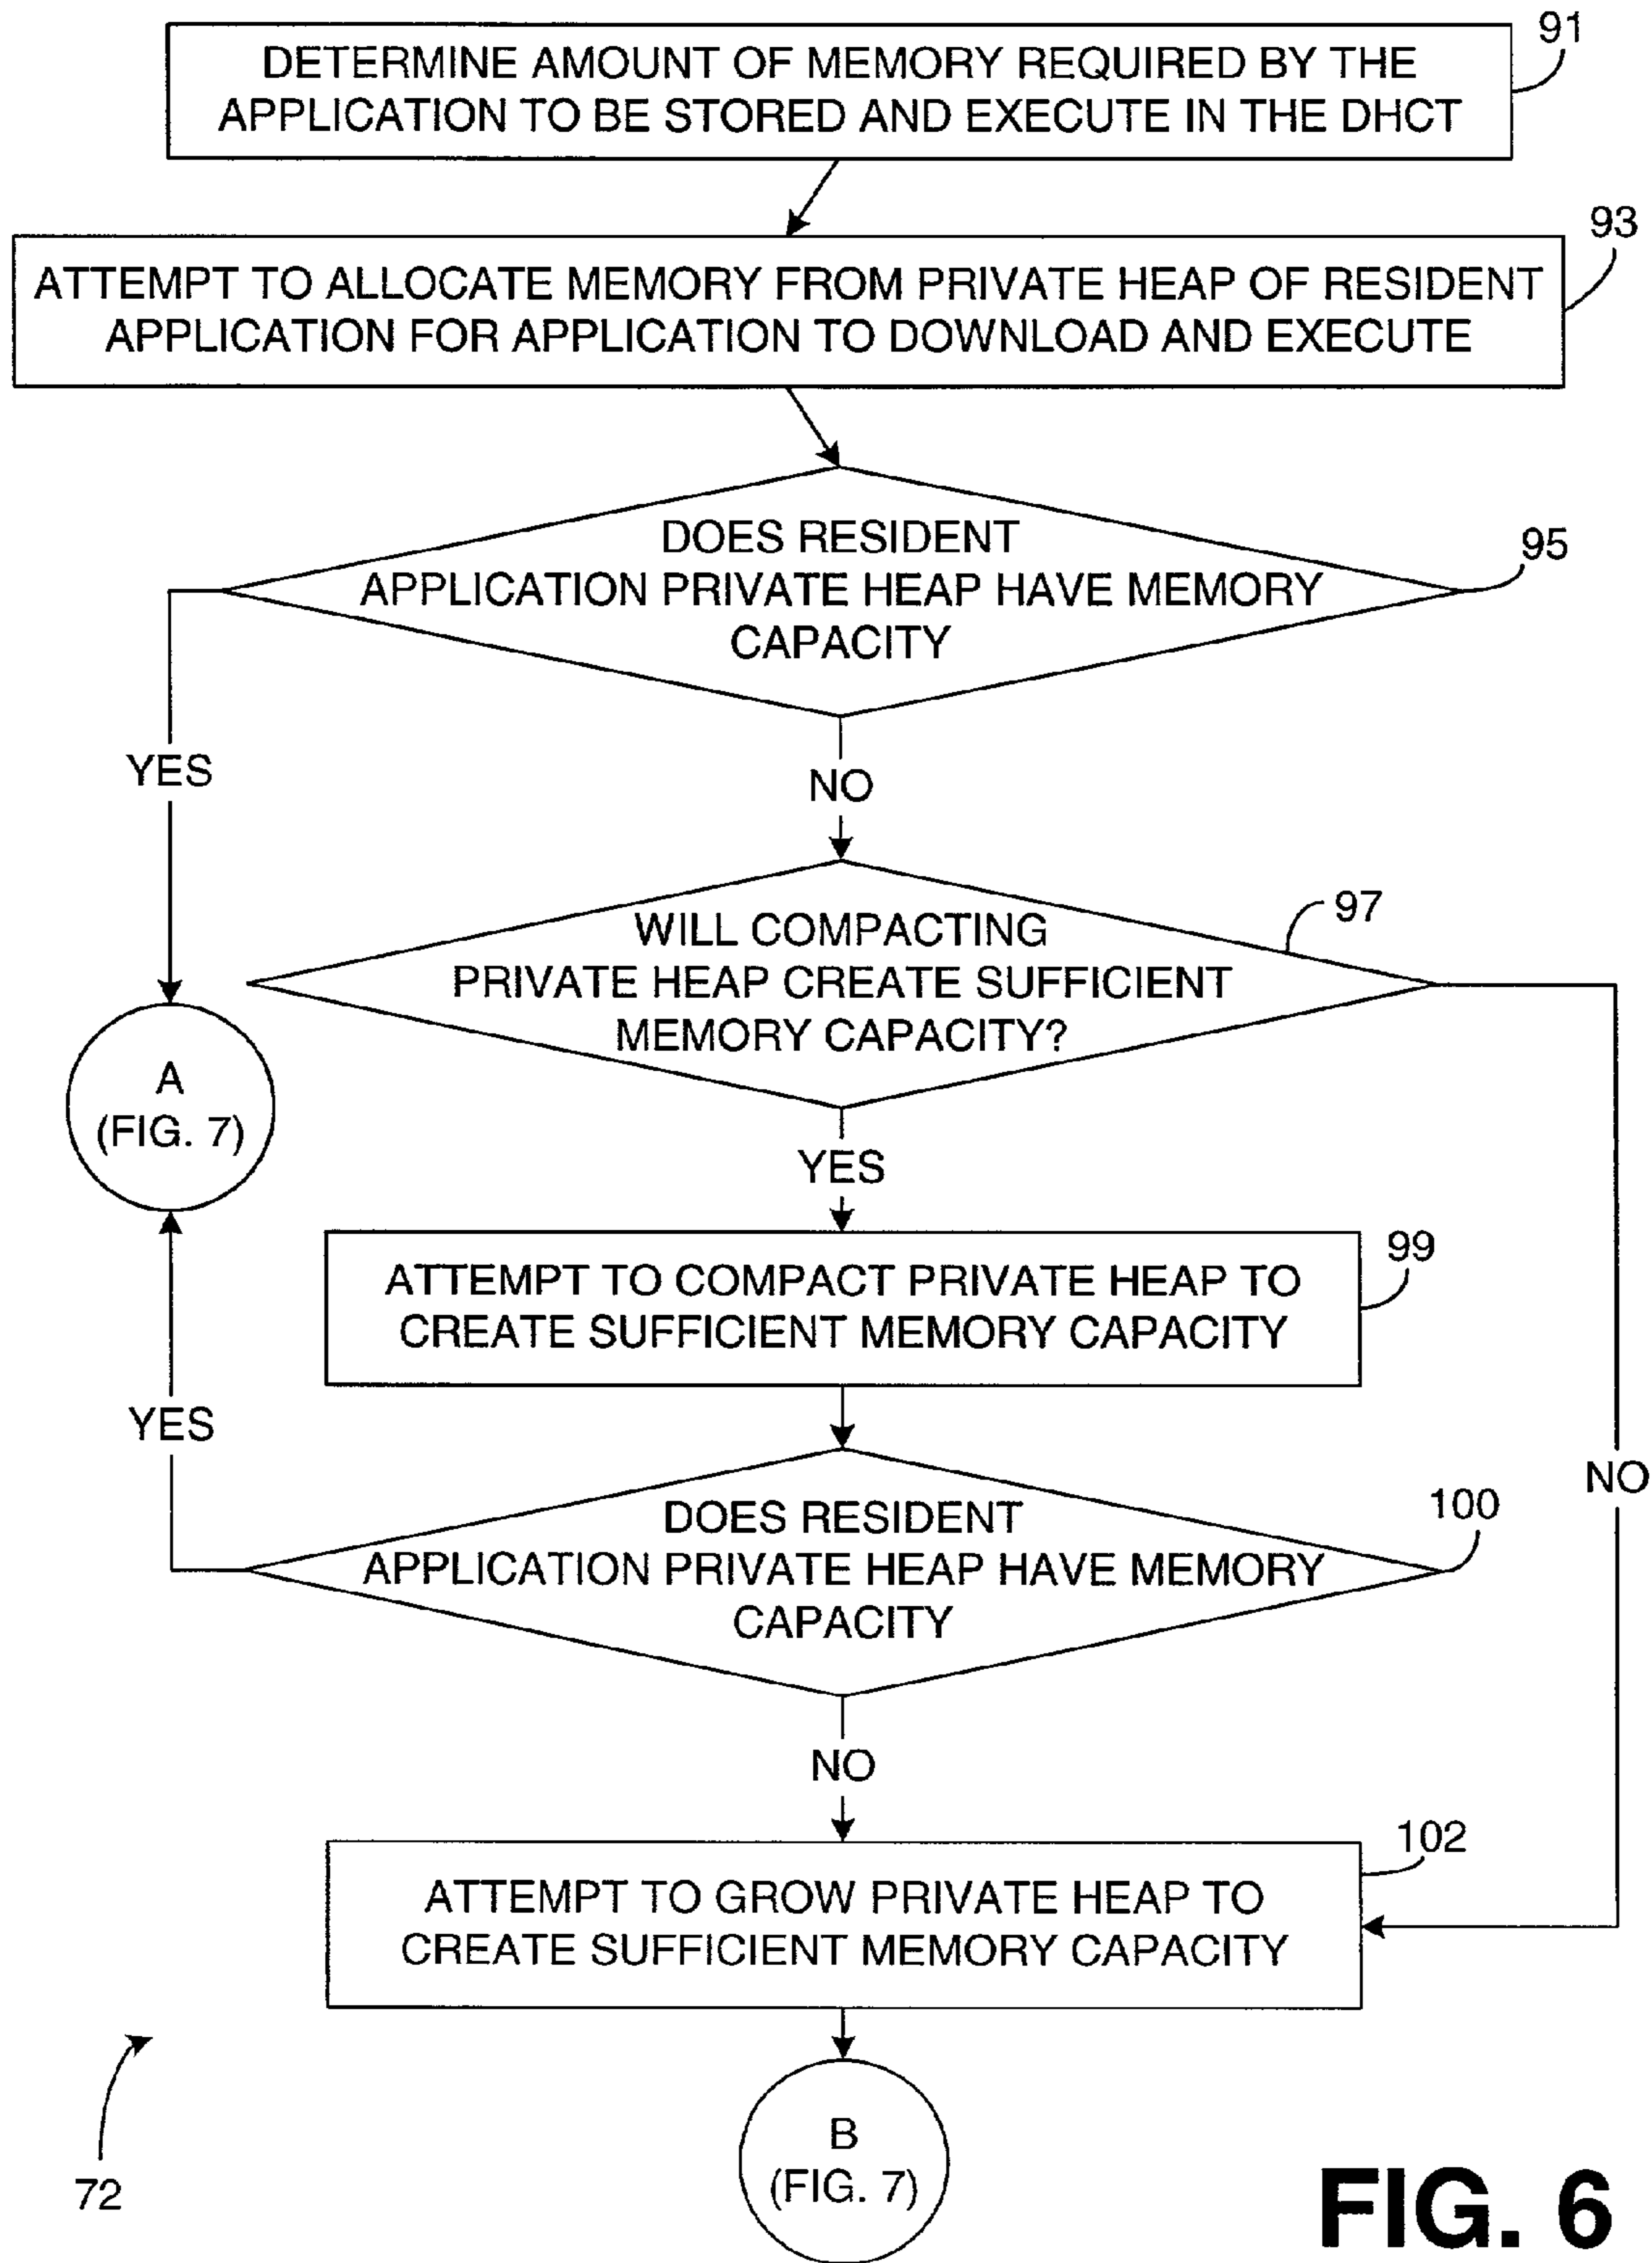 91
DETERMINE AMOUNT OF MEMORY REQUIRED BY THE
APPLICATION TO BE STORED AND EXECUTE IN THE DHCT
93
ATTEMPT TO ALLOCATE MEMORY FROM PRIVATE HEAP OF RESIDENT
APPLICATION FOR APPLICATION TO DOWNLOAD AND EXECUTE
95
DOES RESIDENT
APPLICATION PRIVATE HEAP HAVE MEMORY
CAPACITY
YES
NO
97
WILL COMPACTING
PRIVATE HEAP CREATE SUFFICIENT
MEMORY CAPACITY?
A
(FIG. 7)
YES
99
ATTEMPT TO COMPACT PRIVATE HEAP TO
CREATE SUFFICIENT MEMORY CAPACITY
YES
NO
100
DOES RESIDENT
APPLICATION PRIVATE HEAP HAVE MEMORY
CAPACITY
NO
102
ATTEMPT TO GROW PRIVATE HEAP TO
CREATE SUFFICIENT MEMORY CAPACITY
B
(FIG. 7)
72
FIG. 6